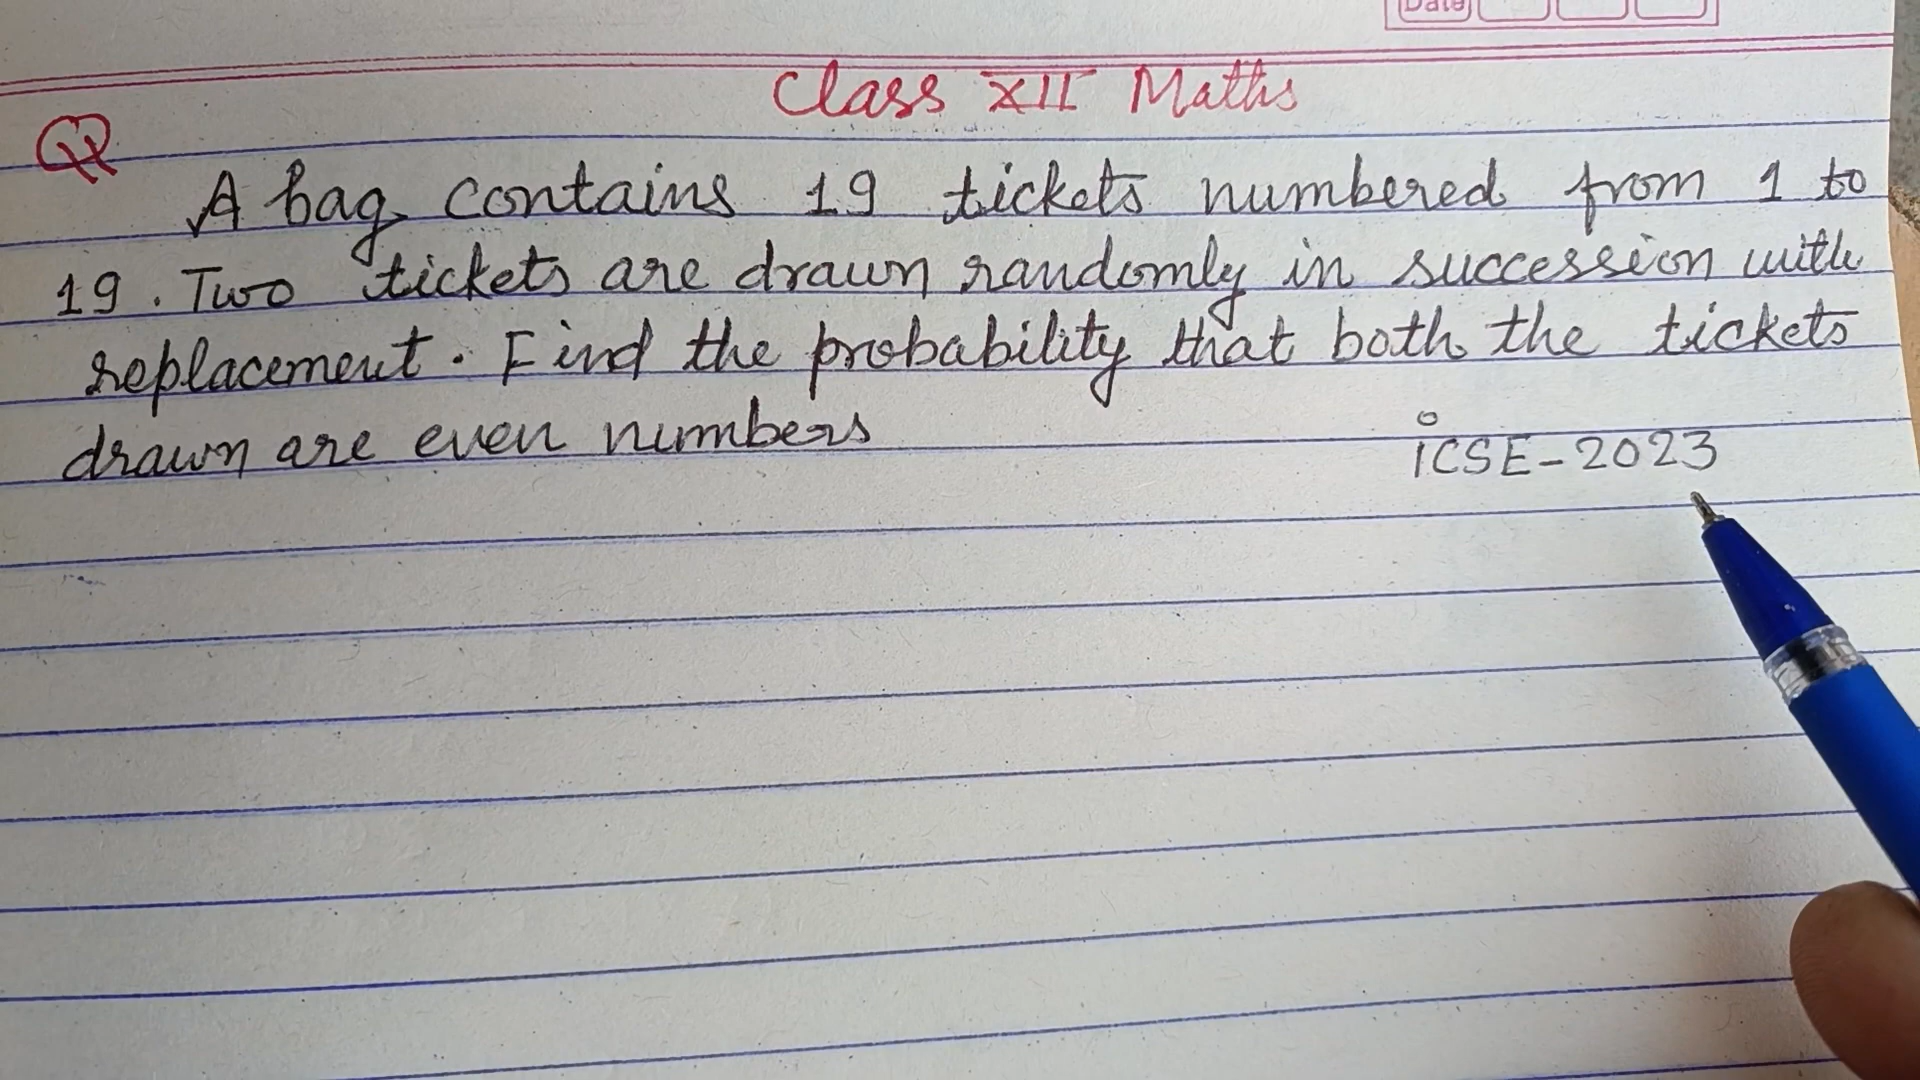 Date
Class XII Maths
Q
A bag contains 19 tickets numbered from 1 to
19. Two tickets are drawn randomly in succession with
replacement. Find the probability that both the tickets
drawn are even numbers
iCSE-2023